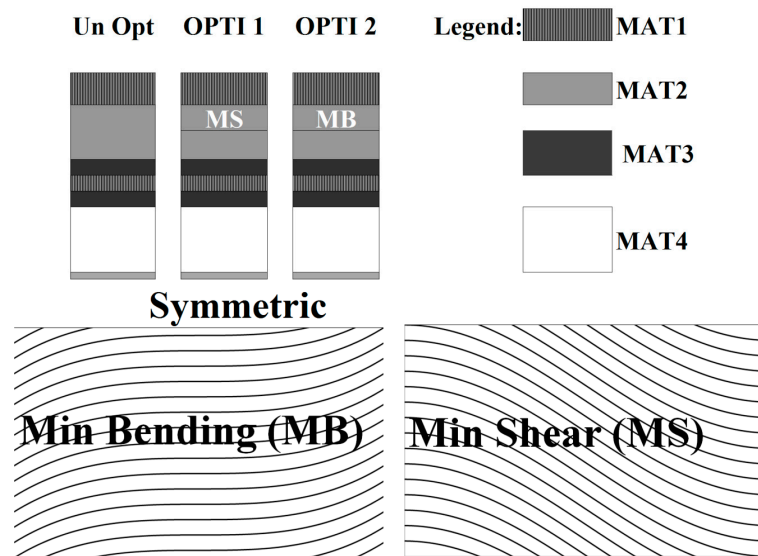 Un Opt OPTI 1 OPTI 2 Legend: MAT1
MAT2
MS MB
MAT3
MAT4
Symmetric
Min Bending (MB) Min Shear (MS)